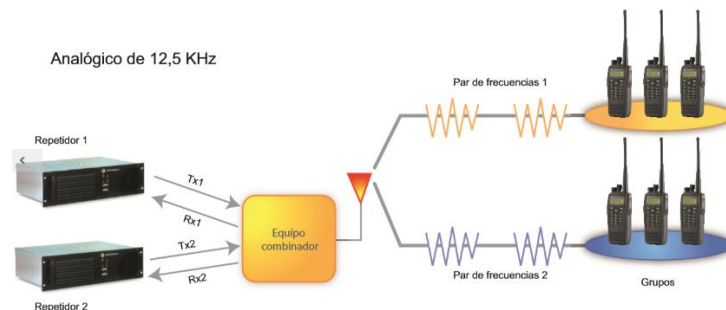 Analógico de 12,5 KHz
Par de frecuencias 1
Repetidor 1
Tx1
Rx1
Equipo
combinador
Tx2
Rx2
Repetidor 2
Par de frecuencias 2
Grupos